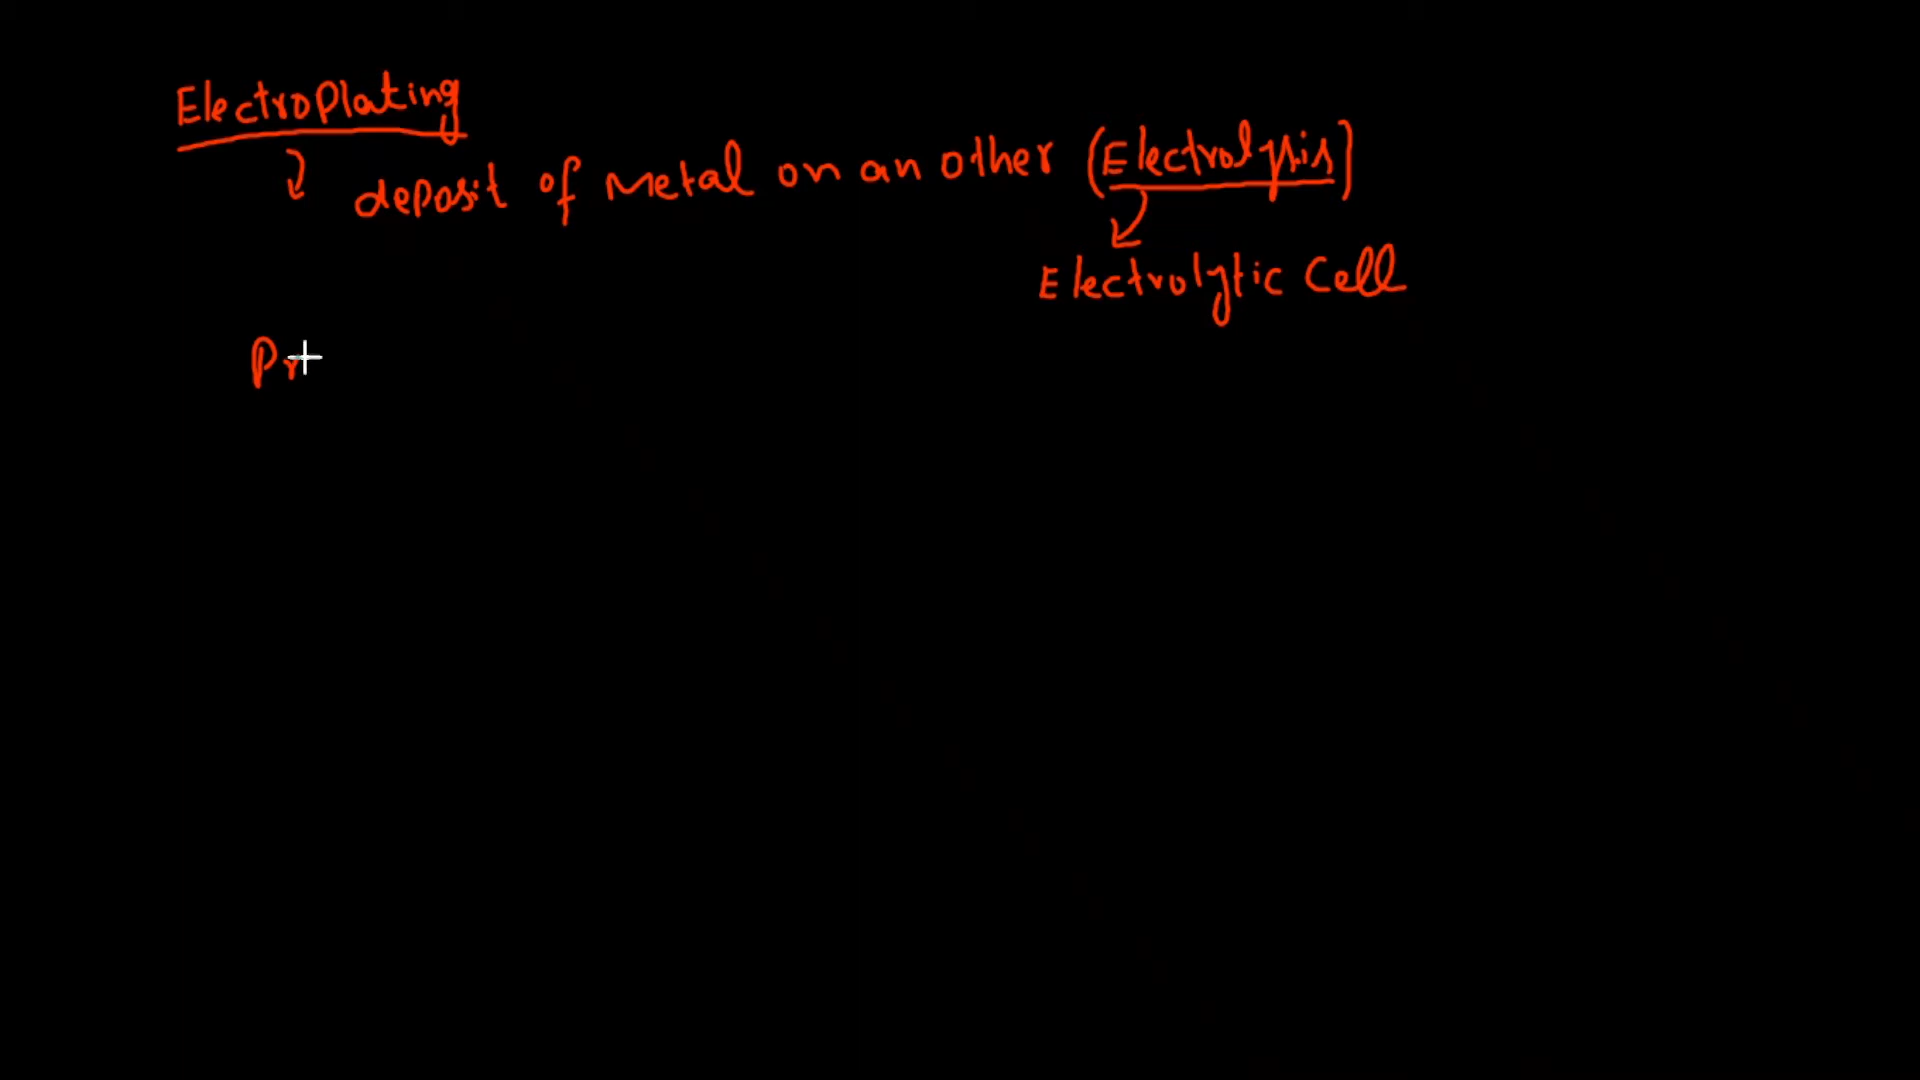 ElectroPlating
deposit of Metal on an other (Electrolysis)
Electrolytic Cell
Pr